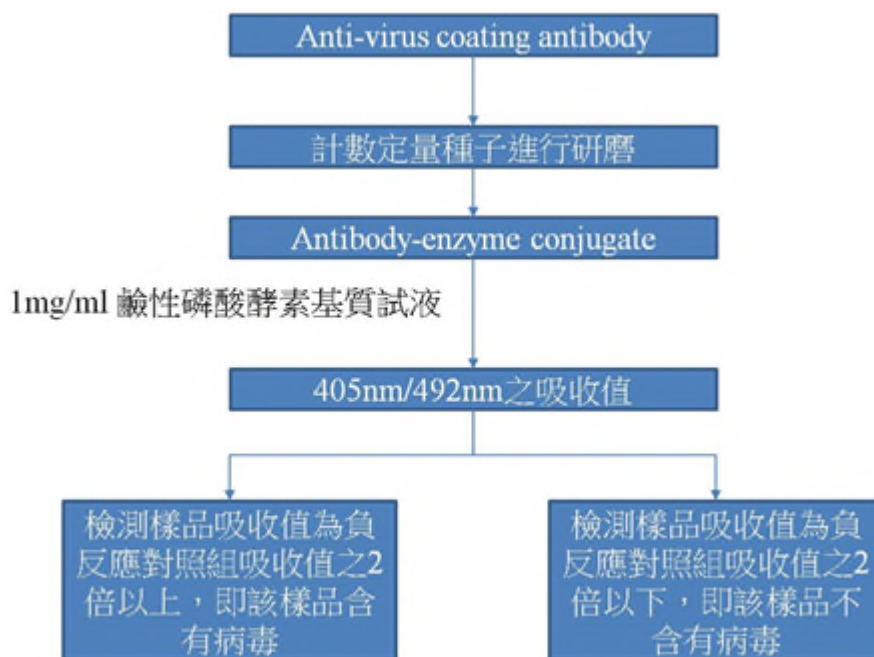 Anti-virus coating antibody
計數定量種子進行研磨
Antibody-enzyme conjugate
1mg/ml 鹼性磷酸酵素基質試液
405nm/492nm之吸收值
檢測樣品吸收值為負
反應對照組吸收值之2
倍以上，即該樣品含
有病毒
檢測樣品吸收值為負
反應對照組吸收值之2
倍以下，即該樣品不
含有病毒